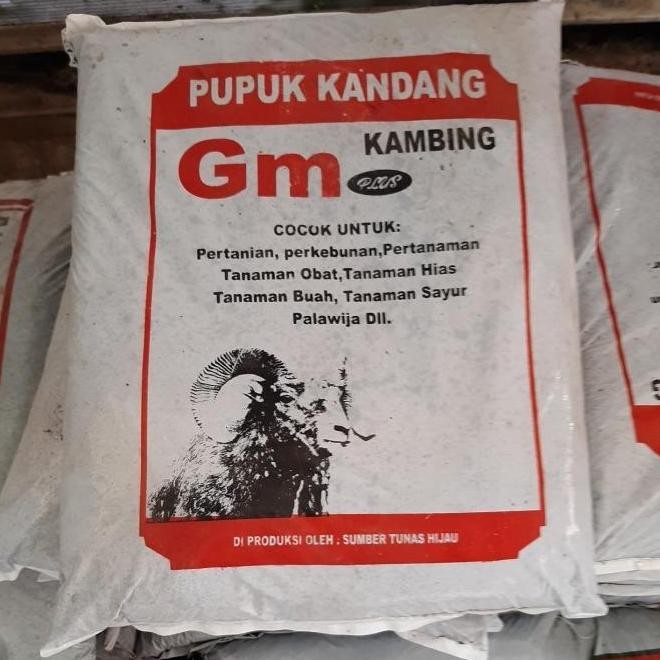 PUPUK KANDANG
KAMBING
Gm PLUS
COCOK UNTUK:
Pertanian, perkebunan,Pertanaman
Tanaman Obat,Tanaman Hias
Tanaman Buah, Tanaman Sayur
Palawija Dll.
DI PRODUKSI OLEH : SUMBER TUNAS HIJAU